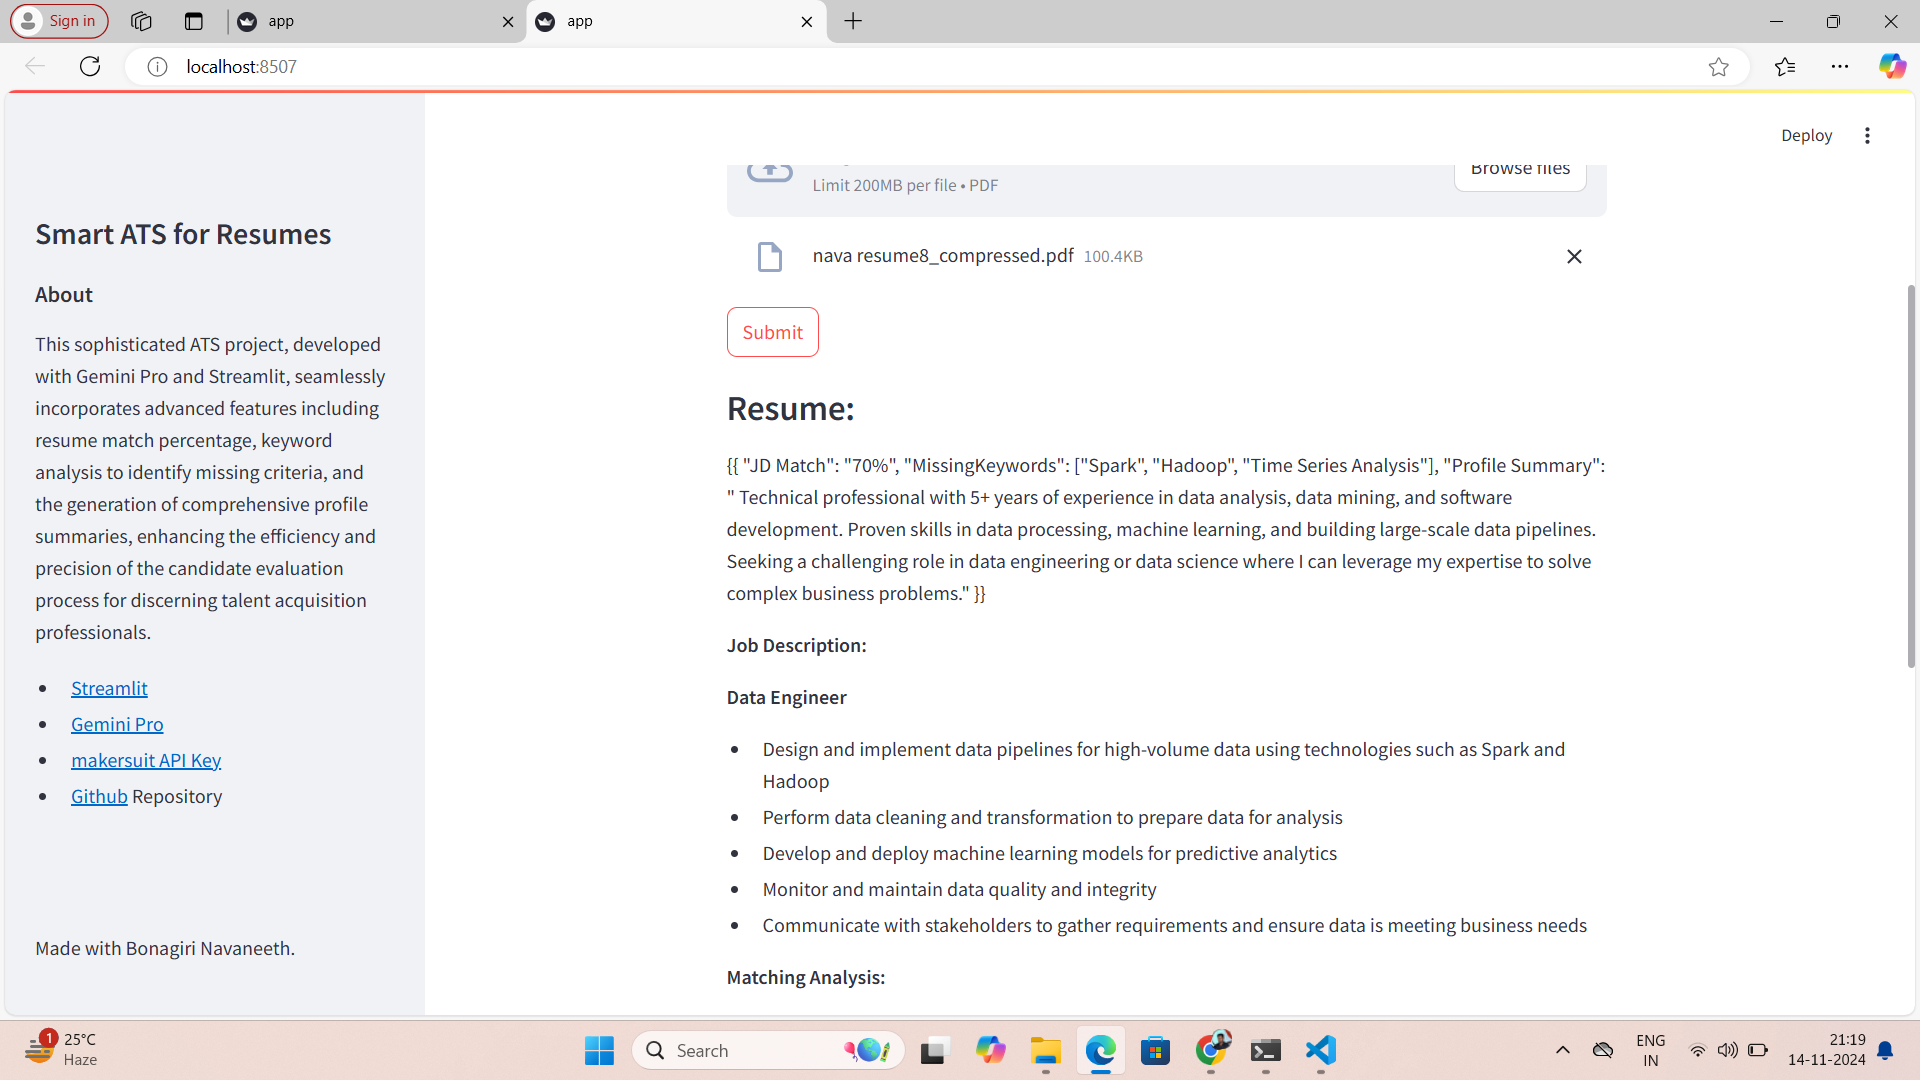 Sign in
app
app
localhost:8507
Deploy
Limit 200MB per file • PDF
Browse files
nava resume8_compressed.pdf 100.4KB
Submit
Smart ATS for Resumes
About
This sophisticated ATS project, developed
with Gemini Pro and Streamlit, seamlessly
incorporates advanced features including
resume match percentage, keyword
analysis to identify missing criteria, and
the generation of comprehensive profile
summaries, enhancing the efficiency and
precision of the candidate evaluation
process for discerning talent acquisition
professionals.
• Streamlit
• Gemini Pro
• makersuit API Key
• Github Repository
Made with Bonagiri Navaneeth.
Resume:
{{ "JD Match": "70%", "MissingKeywords": ["Spark", "Hadoop", "Time Series Analysis"], "Profile Summary":
" Technical professional with 5+ years of experience in data analysis, data mining, and software
development. Proven skills in data processing, machine learning, and building large-scale data pipelines.
Seeking a challenging role in data engineering or data science where I can leverage my expertise to solve
complex business problems." }}
Job Description:
Data Engineer
• Design and implement data pipelines for high-volume data using technologies such as Spark and
Hadoop
• Perform data cleaning and transformation to prepare data for analysis
• Develop and deploy machine learning models for predictive analytics
• Monitor and maintain data quality and integrity
• Communicate with stakeholders to gather requirements and ensure data is meeting business needs
Matching Analysis:
1
25°C
Haze
Search
ENG
IN
21:19
14-11-2024